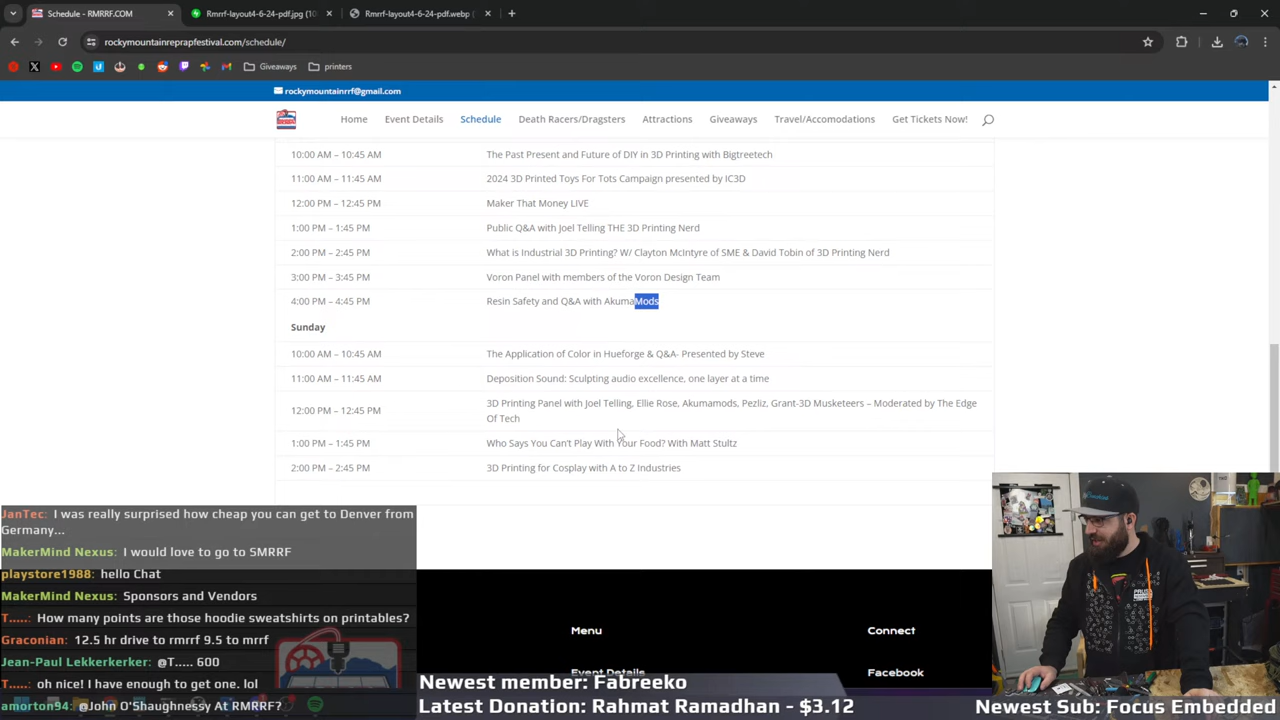 Schedule - RMRRF.COM
Rmrrf-layout4-6-24-pdf.jpg (10
Rmrrf-layout4-6-24-pdf.webp (
rockymountainreprapfestival.com/schedule/
Giveaways
printers
rockymountainrrf@gmail.com
Home Event Details Schedule Death Racers/Dragsters Attractions Giveaways Travel/Accomodations Get Tickets Now!
10:00 AM – 10:45 AM The Past Present and Future of DIY in 3D Printing with Bigtreetech
11:00 AM – 11:45 AM 2024 3D Printed Toys For Tots Campaign presented by IC3D
12:00 PM – 12:45 PM Maker That Money LIVE
1:00 PM – 1:45 PM Public Q&A with Joel Telling THE 3D Printing Nerd
2:00 PM – 2:45 PM What is Industrial 3D Printing? W/ Clayton McIntyre of SME & David Tobin of 3D Printing Nerd
3:00 PM – 3:45 PM Voron Panel with members of the Voron Design Team
4:00 PM – 4:45 PM Resin Safety and Q&A with AkumaMods
Sunday
10:00 AM – 10:45 AM The Application of Color in Hueforge & Q&A- Presented by Steve
11:00 AM – 11:45 AM Deposition Sound: Sculpting audio excellence, one layer at a time
12:00 PM – 12:45 PM 3D Printing Panel with Joel Telling, Ellie Rose, Akumamods, Pezliz, Grant-3D Musketeers – Moderated by The Edge
Of Tech
1:00 PM – 1:45 PM Who Says You Can't Play With Your Food? With Matt Stultz
2:00 PM – 2:45 PM 3D Printing for Cosplay with A to Z Industries
JanTec: I was really surprised how cheap you can get to Denver from
Germany...
MakerMind Nexus: I would love to go to SMRRF
playstore1988: hello Chat
MakerMind Nexus: Sponsors and Vendors
T.....: How many points are those hoodie sweatshirts on printables?
Graconian: 12.5 hr drive to rmrrf 9.5 to mrrf
Jean-Paul Lekkerkerker: @T..... 600
T.....: oh nice! I have enough to get one. lol
amorton94: @John O'Shaughnessy At RMRRF?
Menu
Connect
Event Details
Facebook
Newest member: Fabreeko
Latest Donation: Rahmat Ramadhan - $3.12
Newest Sub: Focus Embedded